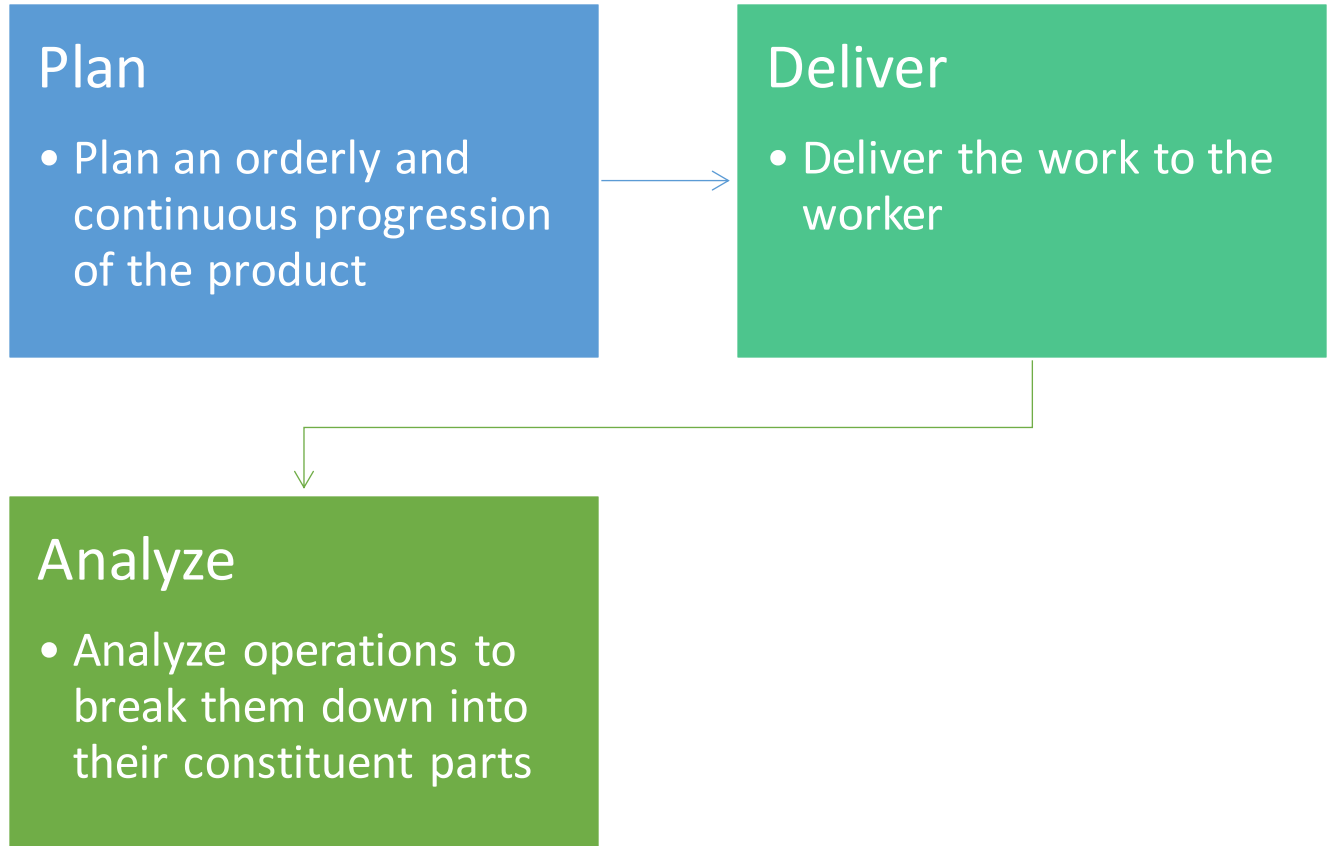 Plan
• Plan an orderly and
continuous progression
of the product
Deliver
• Deliver the work to the
worker
Analyze
• Analyze operations to
break them down into
their constituent parts